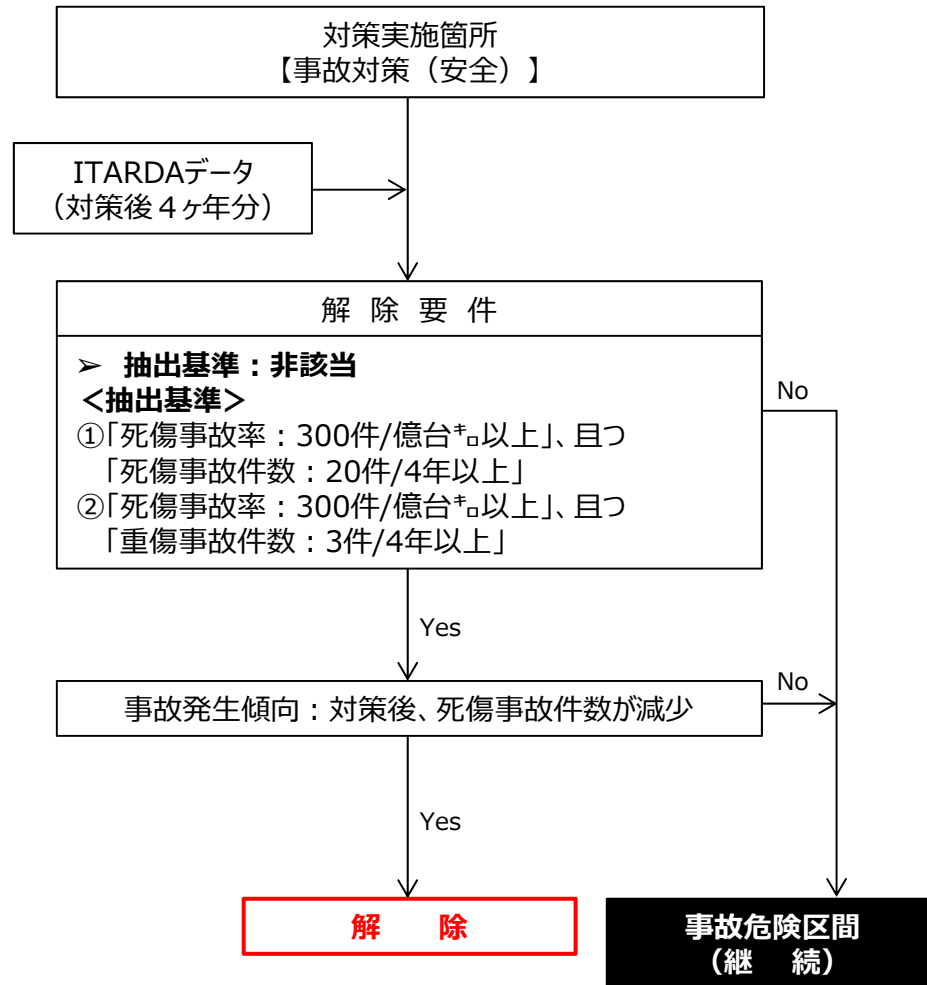 対策実施箇所
【事故対策（安全）】
ITARDAデータ
（対策後４ヶ年分）
解 除 要 件
➢ 抽出基準：非該当
＜抽出基準＞
①「死傷事故率：300件/億台㌔以上」、且つ
「死傷事故件数：20件/4年以上」
②「死傷事故率：300件/億台㌔以上」、且つ
「重傷事故件数：3件/4年以上」
No
Yes
事故発生傾向：対策後、死傷事故件数が減少
No
Yes
解　除
事故危険区間
（継　続）